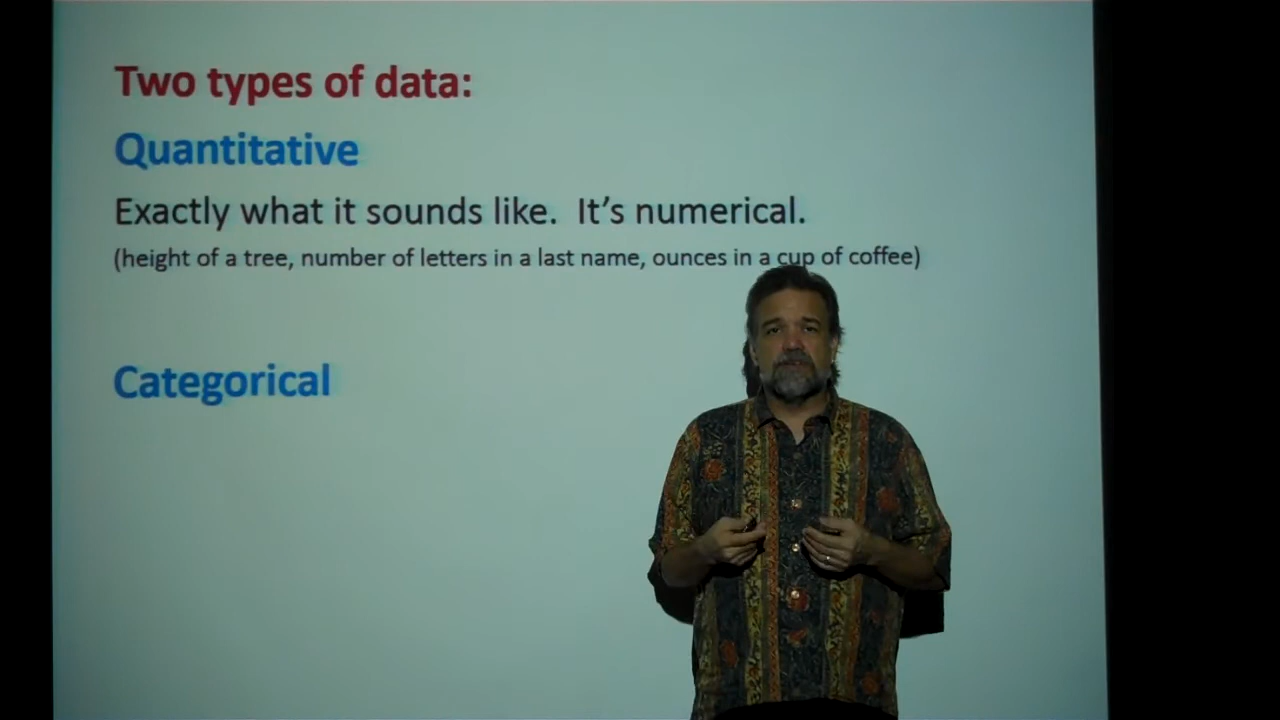 Two types of data:
Quantitative
Exactly what it sounds like.  It’s numerical.
(height of a tree, number of letters in a last name, ounces in a cup of coffee)
Categorical